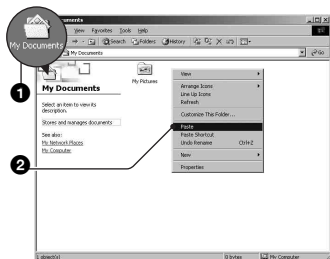 My Documents
View Favorites Tools Help
Search Folders History
My Documents
Go
My Documents
My Pictures
Select an item to view its
description.
Stores and manages documents
See also:
My Network Places
My Computer
View
Arrange Icons
Line Up Icons
Refresh
Customize This Folder...
Paste
Paste Shortcut
Undo Rename Ctrl+Z
New
Properties
1
2
1 object(s) 0 bytes My Computer